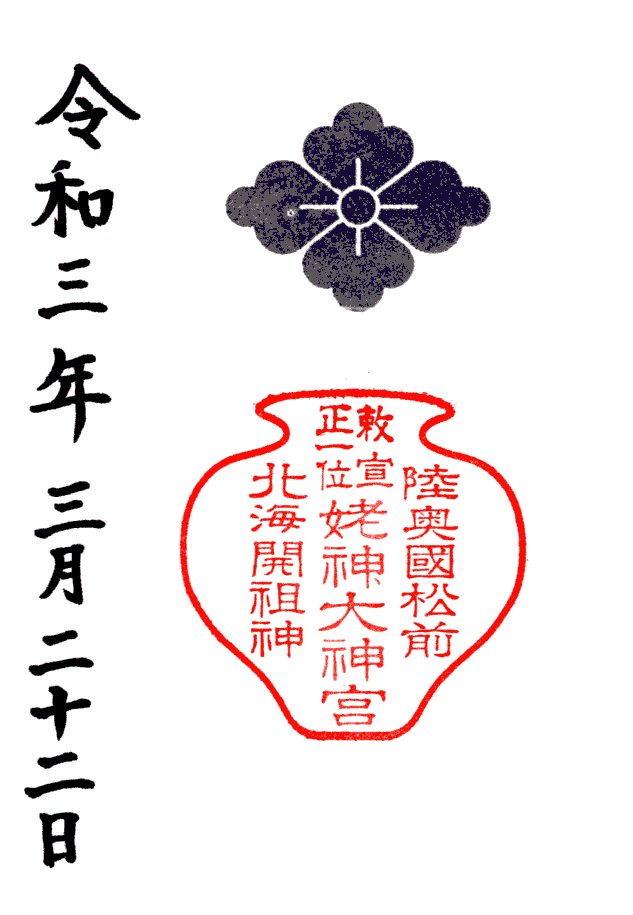 陸奥國松前
敕宣
正一位
姥神大神宮
北海開祖神
令和三年 三月二十二日